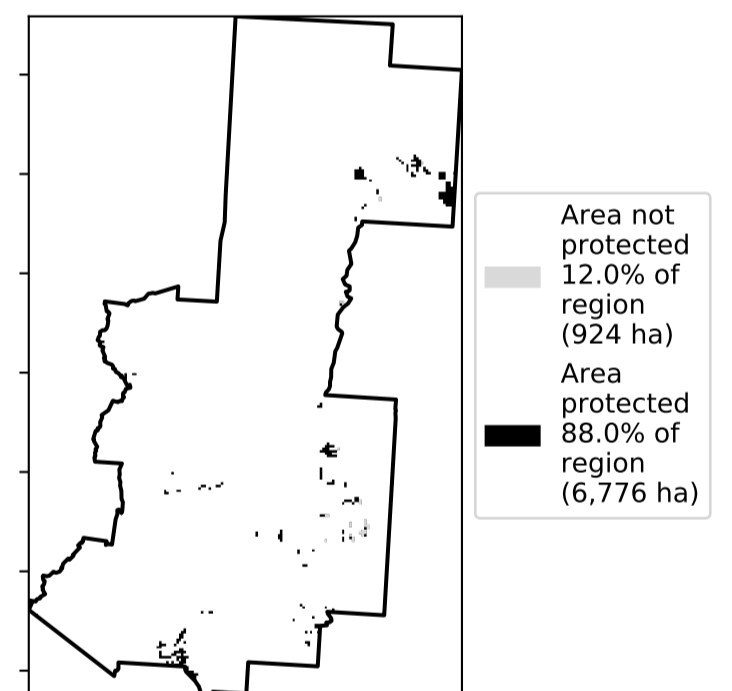 Area not
protected
12.0% of
region
(924 ha)
Area
protected
88.0% of
region
(6,776 ha)